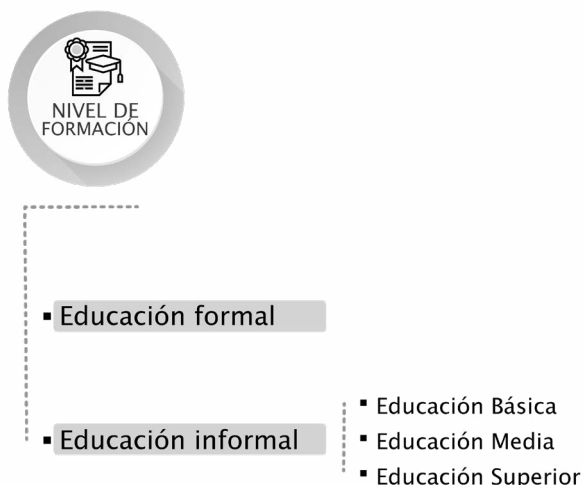 NIVEL DE
FORMACIÓN
Educación formal
Educación informal
Educación Básica
Educación Media
Educación Superior